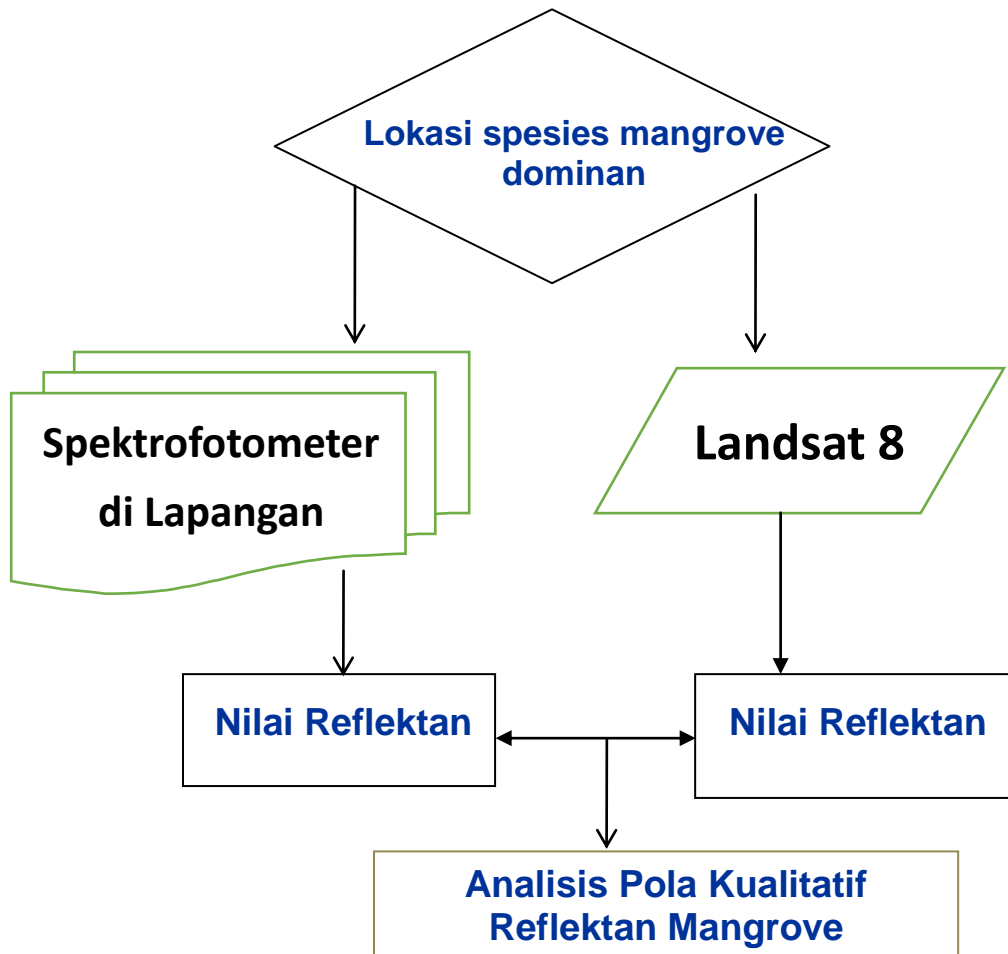 Lokasi spesies mangrove
dominan
Spektrofotometer
di Lapangan
Landsat 8
Nilai Reflektan
Nilai Reflektan
Analisis Pola Kualitatif
Reflektan Mangrove